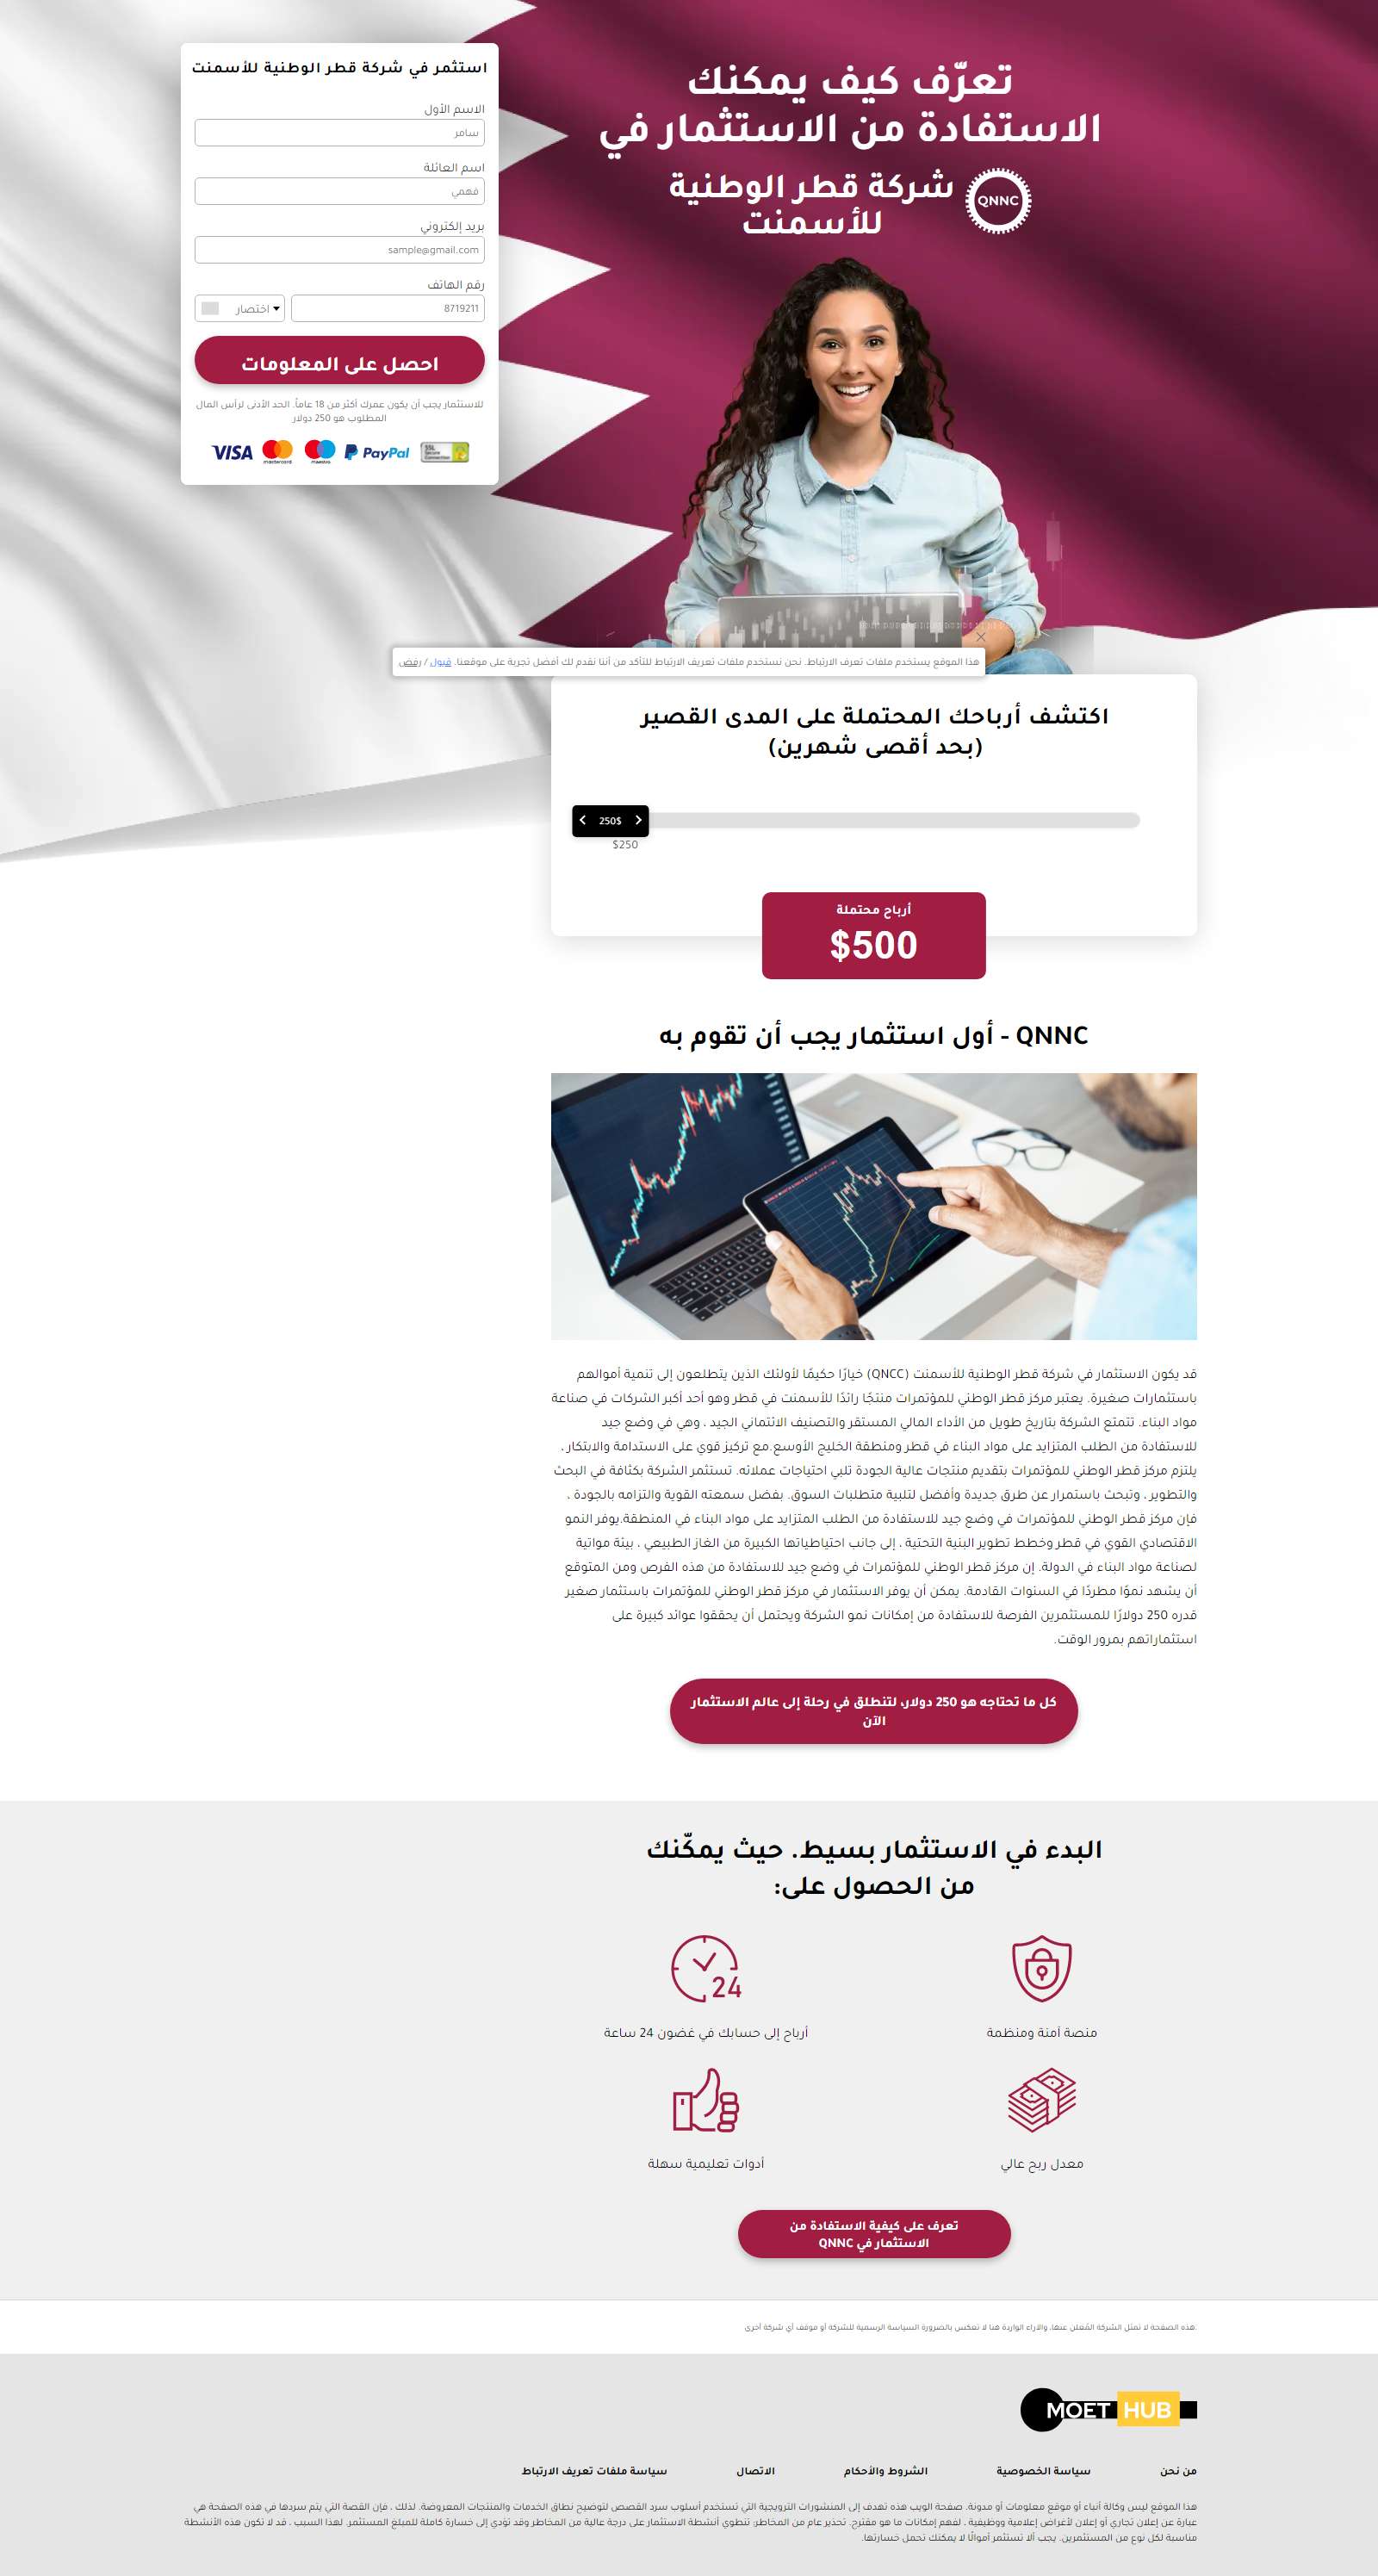 تعرّف كيف يمكنك
الاستفادة من الاستثمار في
شركة قطر الوطنية
للأسمنت
QNNC
استثمر في شركة قطر الوطنية للأسمنت
الاسم الأول
سامر
اسم العائلة
فهمي
بريد إلكتروني
sample@gmail.com
رقم الهاتف
8719211
اختصار
احصل على المعلومات
للاستثمار يجب أن يكون عمرك أكثر من 18 عاماً. الحد الأدنى لرأس المال
المطلوب هو 250 دولار
VISA mastercard maestro PayPal SSL Secure Connection
هذا الموقع يستخدم ملفات تعرف الارتباط. نحن نستخدم ملفات تعريف الارتباط للتأكد من أننا نقدم لك أفضل تجربة على موقعنا. قبول / رفض
اكتشف أرباحك المحتملة على المدى القصير
(بحد أقصى شهرين)
250$
$250
أرباح محتملة
$500
QNNC - أول استثمار يجب أن تقوم به
قد يكون الاستثمار في شركة قطر الوطنية للأسمنت (QNCC) خيارًا حكيمًا لأولئك الذين يتطلعون إلى تنمية أموالهم
باستثمارات صغيرة. يعتبر مركز قطر الوطني للمؤتمرات منتجًا رائدًا للأسمنت في قطر وهو أحد أكبر الشركات في صناعة
مواد البناء. تتمتع الشركة بتاريخ طويل من الأداء المالي المستقر والتصنيف الائتماني الجيد ، وهي في وضع جيد
للاستفادة من الطلب المتزايد على مواد البناء في قطر ومنطقة الخليج الأوسع.مع تركيز قوي على الاستدامة والابتكار ،
يلتزم مركز قطر الوطني للمؤتمرات بتقديم منتجات عالية الجودة تلبي احتياجات عملائه. تستثمر الشركة بكثافة في البحث
والتطوير ، وتبحث باستمرار عن طرق جديدة وأفضل لتلبية متطلبات السوق. بفضل سمعته القوية والتزامه بالجودة ،
فإن مركز قطر الوطني للمؤتمرات في وضع جيد للاستفادة من الطلب المتزايد على مواد البناء في المنطقة.يوفر النمو
الاقتصادي القوي في قطر وخطط تطوير البنية التحتية ، إلى جانب احتياطياتها الكبيرة من الغاز الطبيعي ، بيئة مواتية
لصناعة مواد البناء في الدولة. إن مركز قطر الوطني للمؤتمرات في وضع جيد للاستفادة من هذه الفرص ومن المتوقع
أن يشهد نموًا مطردًا في السنوات القادمة. يمكن أن يوفر الاستثمار في مركز قطر الوطني للمؤتمرات باستثمار صغير
قدره 250 دولارًا للمستثمرين الفرصة للاستفادة من إمكانات نمو الشركة ويحتمل أن يحققوا عوائد كبيرة على
استثماراتهم بمرور الوقت.
كل ما تحتاجه هو 250 دولار، لتنطلق في رحلة إلى عالم الاستثمار
الآن
البدء في الاستثمار بسيط. حيث يمكّنك
من الحصول على:
24
منصة آمنة ومنظمة
أرباح إلى حسابك في غضون 24 ساعة
معدل ربح عالي
أدوات تعليمية سهلة
تعرف على كيفية الاستفادة من
الاستثمار في QNNC
هذه الصفحة لا تمثل الشركة المُعلن عنها، والآراء الواردة هنا لا تعكس بالضرورة السياسة الرسمية للشركة أو موقف أي شركة أخرى.
MOET HUB
من نحن
سياسة الخصوصية
الشروط والأحكام
الاتصال
سياسة ملفات تعريف الارتباط
هذا الموقع ليس وكالة أنباء أو موقع معلومات أو مدونة. صفحة الويب هذه تهدف إلى المنشورات الترويجية التي تستخدم أسلوب سرد القصص لتوضيح نطاق الخدمات والمنتجات المعروضة. لذلك ، فإن القصة التي يتم سردها في هذه الصفحة هي
عبارة عن إعلان تجاري أو إعلان لأغراض إعلامية ووظيفية ، لفهم إمكانات ما هو مقترح. تحذير عام من المخاطر: تنطوي أنشطة الاستثمار على درجة عالية من المخاطر وقد تؤدي إلى خسارة كاملة للمبلغ المستثمر. لهذا السبب ، قد لا تكون هذه الأنشطة
مناسبة لكل نوع من المستثمرين. يجب ألا تستثمر أموالًا لا يمكنك تحمل خسارتها.